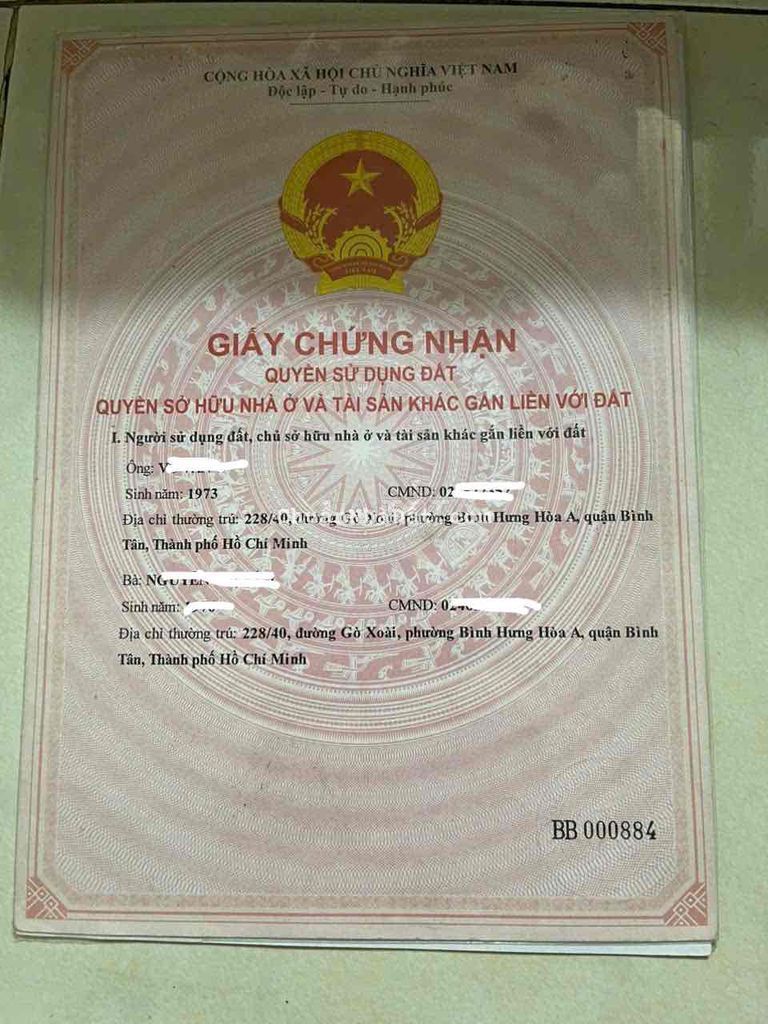 CỘNG HÒA XÃ HỘI CHỦ NGHĨA VIỆT NAM
Độc lập - Tự do - Hạnh phúc
GIẤY CHỨNG NHẬN
QUYỀN SỬ DỤNG ĐẤT
QUYỀN SỞ HỮU NHÀ Ở VÀ TÀI SẢN KHÁC GẮN LIỀN VỚI ĐẤT
I. Người sử dụng đất, chủ sở hữu nhà ở và tài sản khác gắn liền với đất
Ông:
Sinh năm: 1973 CMND: 02
Địa chỉ thường trú: 228/40, đường Gò Xoài, phường Bình Hưng Hòa A, quận Bình
Tân, Thành phố Hồ Chí Minh
Bà: NGUYỄN
Sinh năm: CMND: 02
Địa chỉ thường trú: 228/40, đường Gò Xoài, phường Bình Hưng Hòa A, quận Bình
Tân, Thành phố Hồ Chí Minh
BB 000884